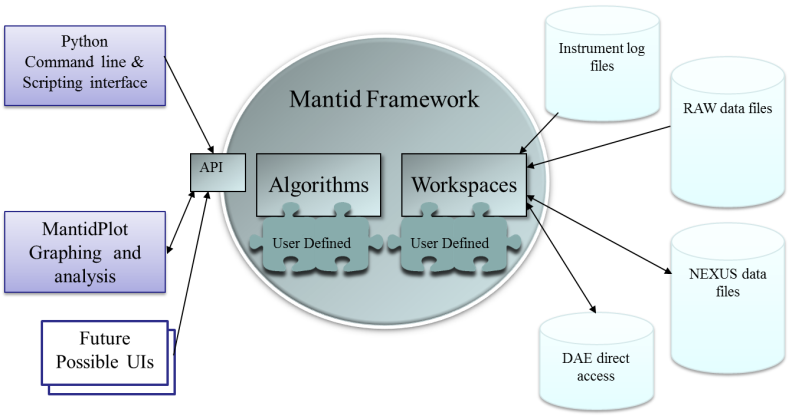 Python
Command line &
Scripting interface
Mantid Framework
Instrument log
files
RAW data files
API
Algorithms
Workspaces
User Defined
User Defined
MantidPlot
Graphing and
analysis
NEXUS data
files
Future
Possible UIs
DAE direct
access